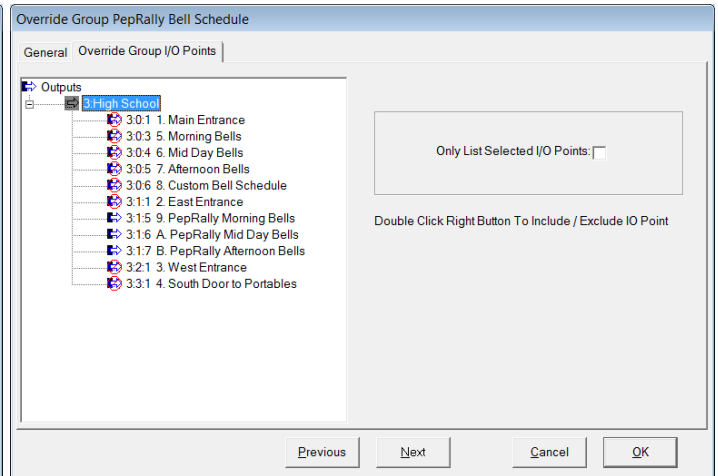 Override Group PepRally Bell Schedule
General Override Group I/O Points
Outputs
3:High School
3:0:1 1. Main Entrance
3:0:3 5. Morning Bells
3:0:4 6. Mid Day Bells
3:0:5 7. Afternoon Bells
3:0:6 8. Custom Bell Schedule
3:1:1 2. East Entrance
3:1:5 9. PepRally Morning Bells
3:1:6 A. PepRally Mid Day Bells
3:1:7 B. PepRally Afternoon Bells
3:2:1 3. West Entrance
3:3:1 4. South Door to Portables
Only List Selected I/O Points:
Double Click Right Button To Include / Exclude IO Point
Previous Next Cancel OK